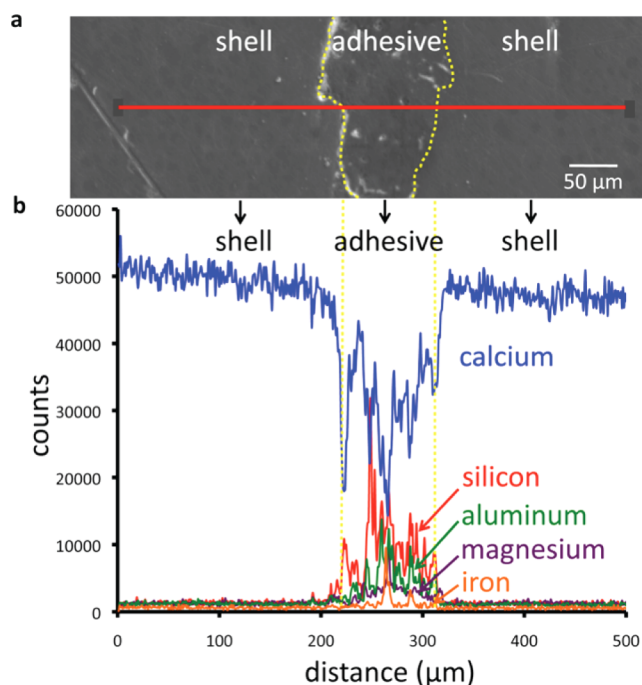 a
shell adhesive shell
50 μm
b
shell adhesive shell
60000
50000
40000
30000
20000
10000
0
counts
calcium
silicon
aluminum
magnesium
iron
0 100 200 300 400 500
distance (μm)